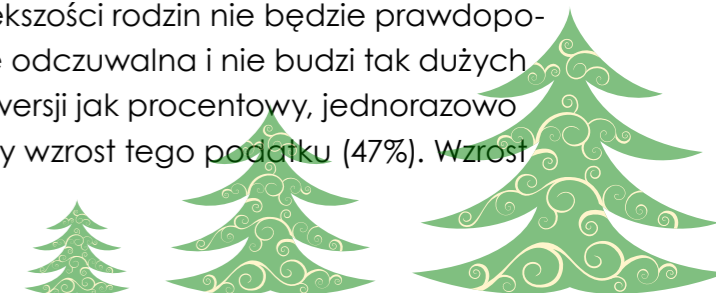 ększości rodzin nie będzie prawdopo-
e odczuwalna i nie budzi tak dużych
wersji jak procentowy, jednorazowo
y wzrost tego podatku (47%). Wzrost